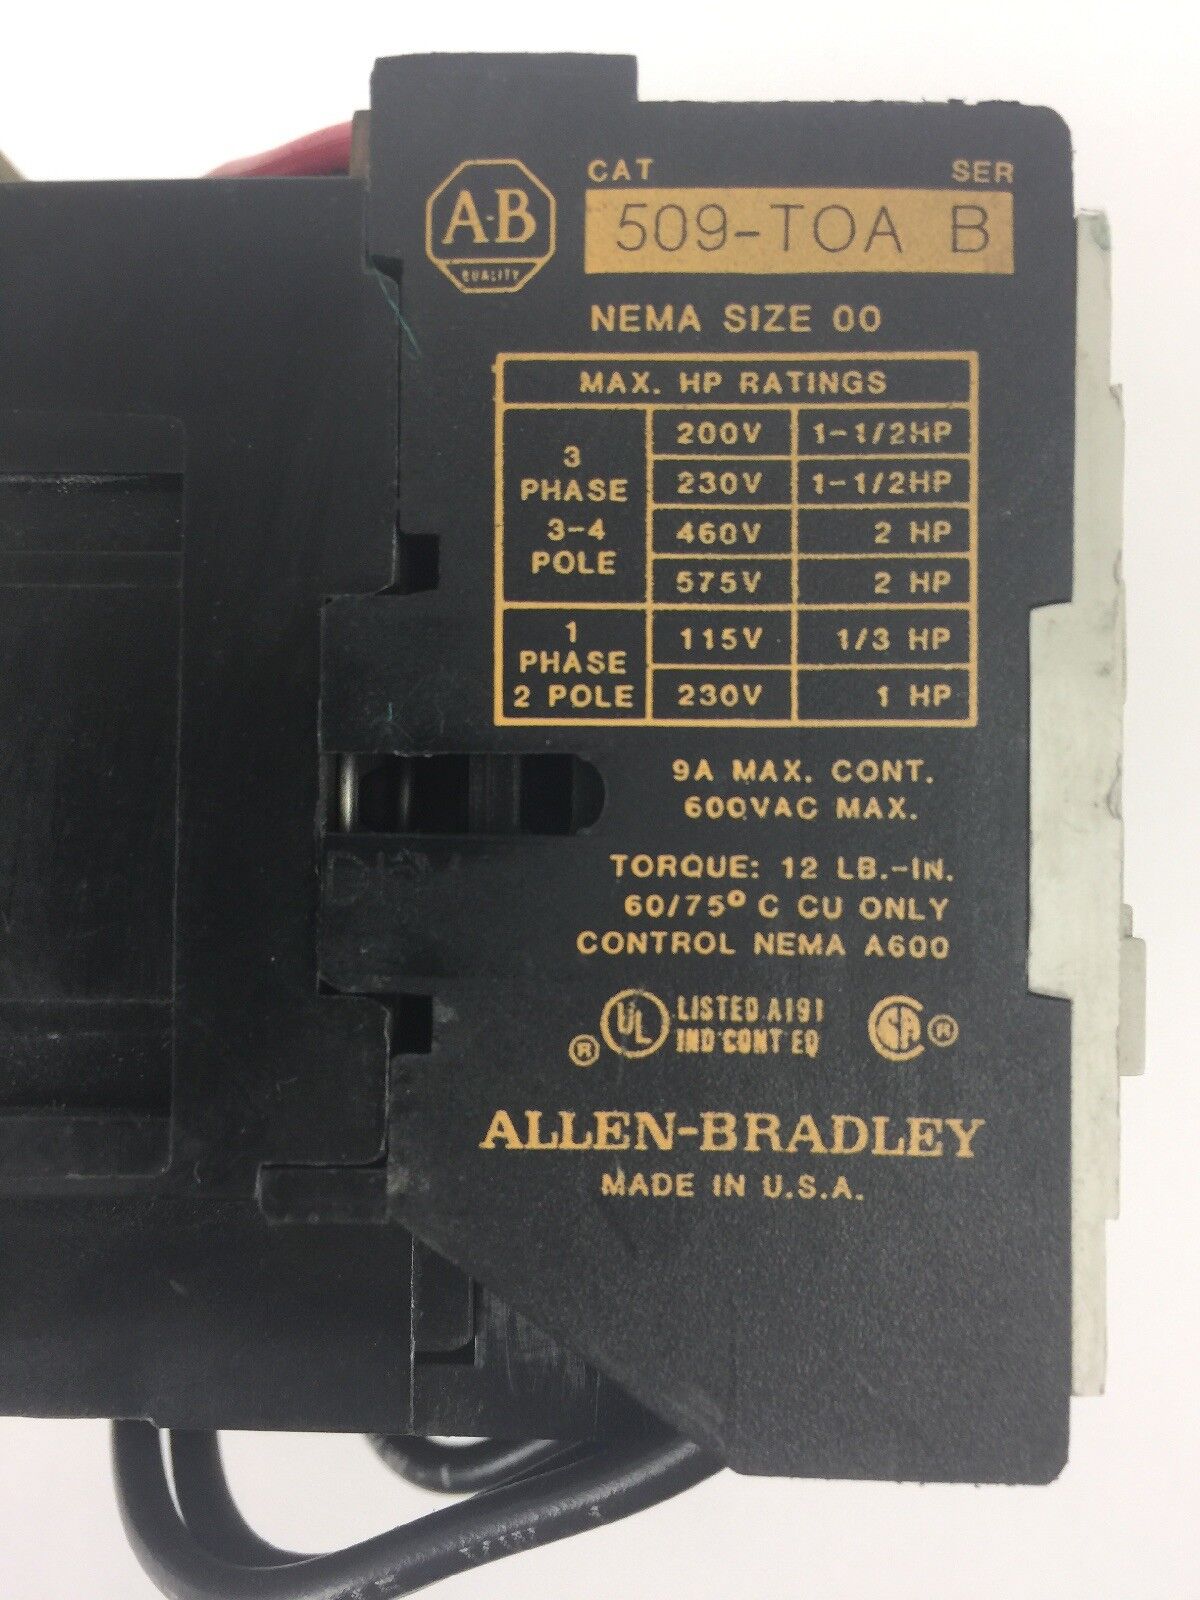 CAT SER
A-B
QUALITY
509-TOA B
NEMA SIZE 00
MAX. HP RATINGS
3 PHASE 3-4 POLE
200V 1-1/2HP
230V 1-1/2HP
460V 2 HP
575V 2 HP
1 PHASE 2 POLE
115V 1/3 HP
230V 1 HP
9A MAX. CONT.
600VAC MAX.
TORQUE: 12 LB.-IN.
60/75° C CU ONLY
CONTROL NEMA A600
® UL LISTED A191 SA ®
IND CONT EQ
ALLEN-BRADLEY
MADE IN U.S.A.